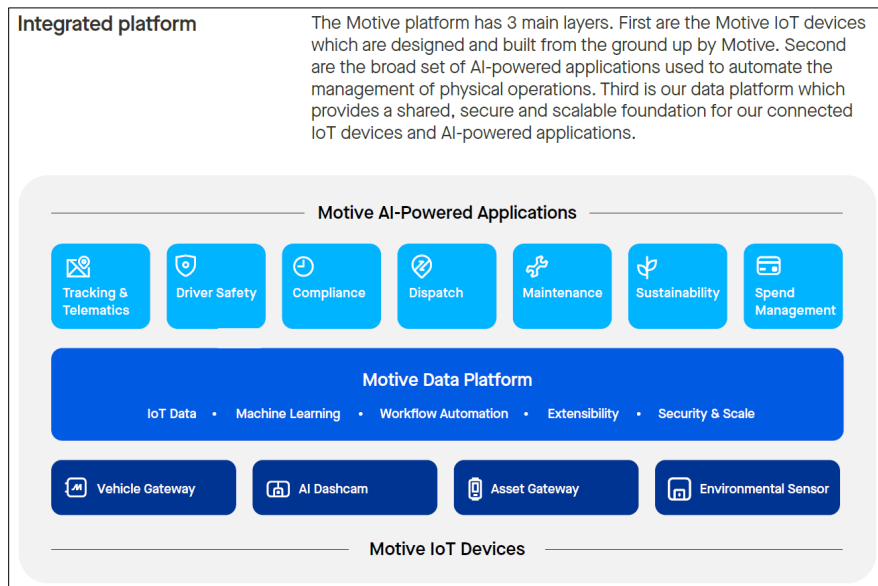 Integrated platform
The Motive platform has 3 main layers. First are the Motive IoT devices
which are designed and built from the ground up by Motive. Second
are the broad set of AI-powered applications used to automate the
management of physical operations. Third is our data platform which
provides a shared, secure and scalable foundation for our connected
IoT devices and AI-powered applications.
Motive AI-Powered Applications
Tracking &
Telematics
Driver Safety
Compliance
Dispatch
Maintenance
Sustainability
Spend
Management
Motive Data Platform
IoT Data • Machine Learning • Workflow Automation • Extensibility • Security & Scale
Vehicle Gateway
AI Dashcam
Asset Gateway
Environmental Sensor
Motive IoT Devices